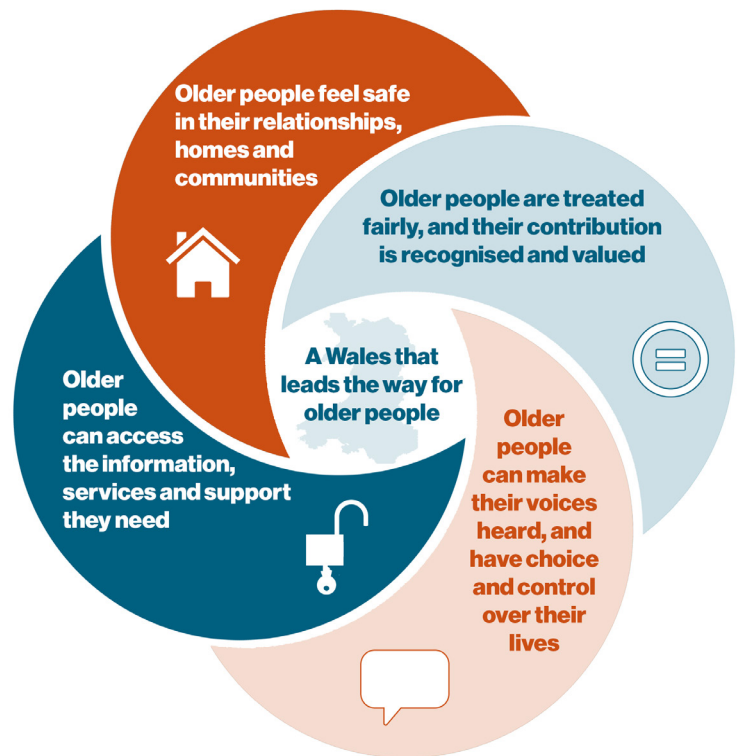 Older people feel safe
in their relationships,
homes and
communities
Older people are treated
fairly, and their contribution
is recognised and valued
A Wales that
leads the way for
older people
Older
people
can access
the information,
services and support
they need
Older
people
can make
their voices
heard, and
have choice
and control
over their
lives